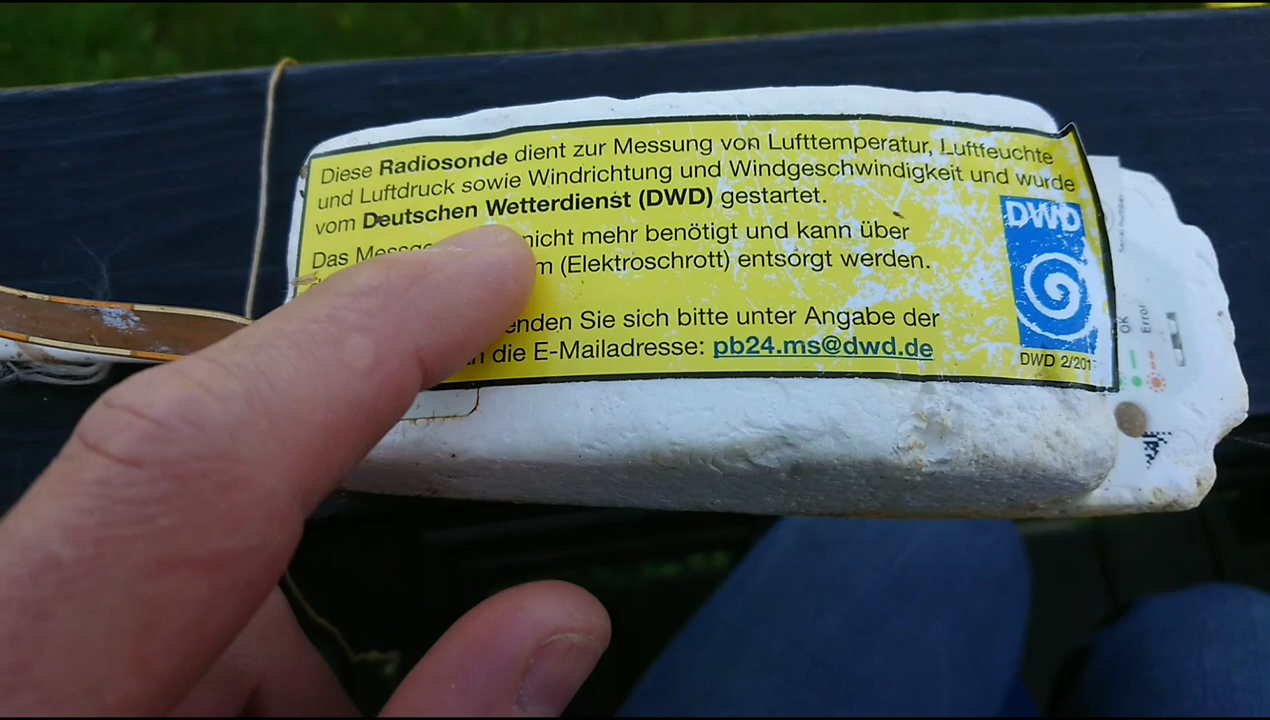 Diese Radiosonde dient zur Messung von Lufttemperatur, Luftfeuchte
und Luftdruck sowie Windrichtung und Windgeschwindigkeit und wurde
vom Deutschen Wetterdienst (DWD) gestartet.
Das nicht mehr benötigt und kann über
(Elektroschrott) entsorgt werden.
Sie sich bitte unter Angabe der
die E-Mailadresse: pb24.ms@dwd.de
DWD
DWD 2/201
Serial number
OK
Error